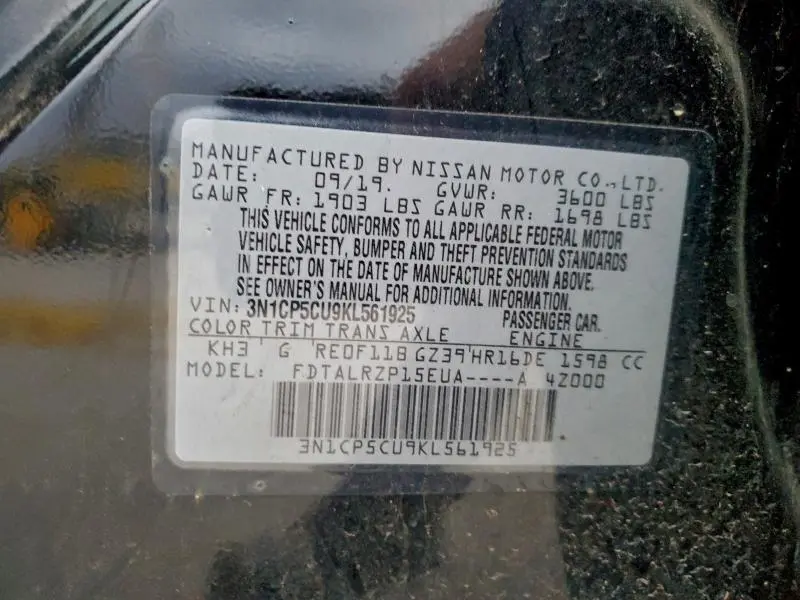 MANUFACTURED BY NISSAN MOTOR CO., LTD.
DATE: 09/19. GVWR: 3600 LBS
GAWR FR: 1903 LBS GAWR RR: 1698 LBS
THIS VEHICLE CONFORMS TO ALL APPLICABLE FEDERAL MOTOR
VEHICLE SAFETY, BUMPER AND THEFT PREVENTION STANDARDS
IN EFFECT ON THE DATE OF MANUFACTURE SHOWN ABOVE.
SEE OWNER'S MANUAL FOR ADDITIONAL INFORMATION.
VIN: 3N1CP5CU9KL561925 PASSENGER CAR.
COLOR TRIM TRANS AXLE ENGINE
KH3 G RE0F11B GZ39 HR16DE 1598 CC
MODEL: FDTALRZP15EUA----A 42000
3N1CP5CU9KL561925